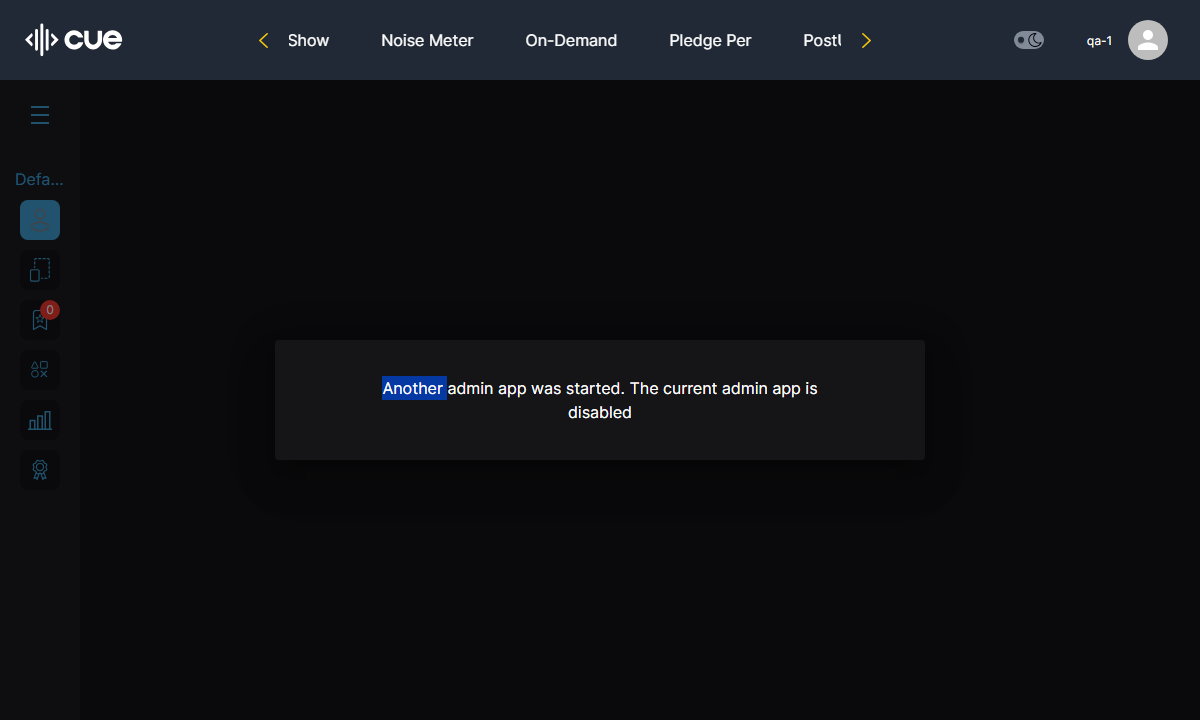 cue
Show Noise Meter On-Demand Pledge Per Post
qa-1
Defa...
0
Another admin app was started. The current admin app is
disabled